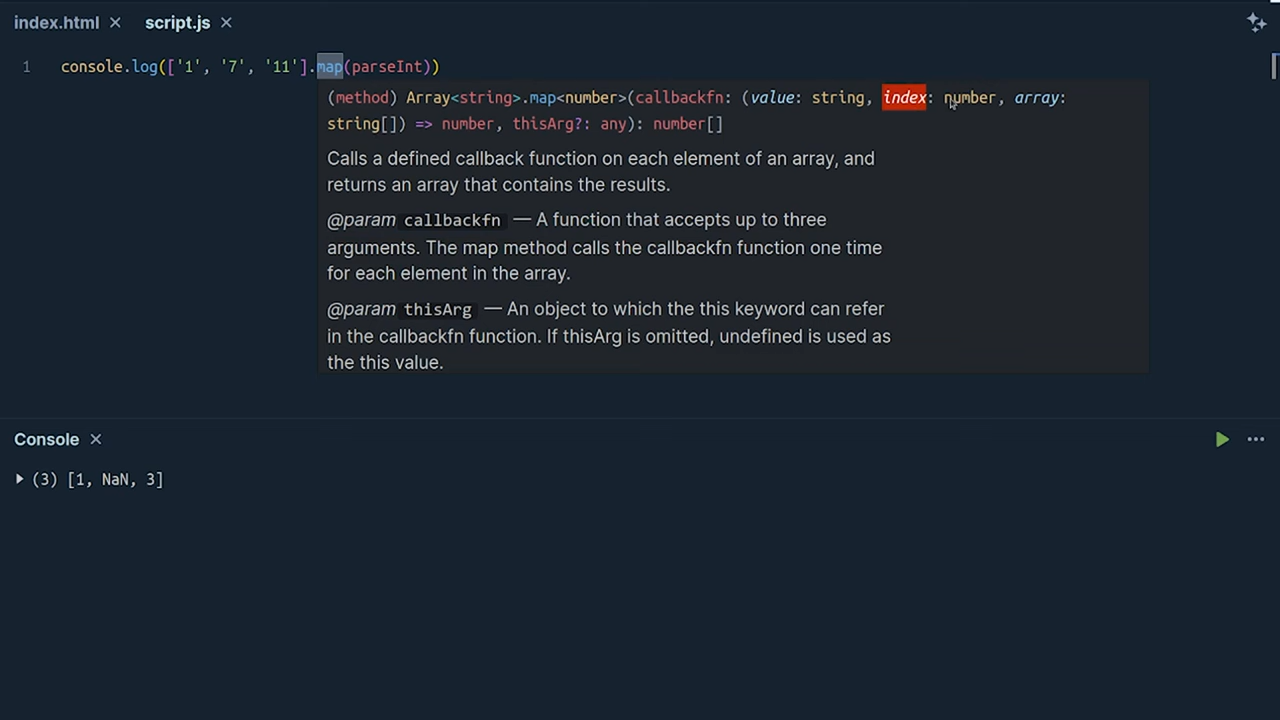 index.html ×
script.js ×
1 console.log(['1', '7', '11'].map(parseInt))
(method) Array<string>.map<number>(callbackfn: (value: string, index: number, array:
string[]) => number, thisArg?: any): number[]
Calls a defined callback function on each element of an array, and
returns an array that contains the results.
@param callbackfn — A function that accepts up to three
arguments. The map method calls the callbackfn function one time
for each element in the array.
@param thisArg — An object to which the this keyword can refer
in the callbackfn function. If thisArg is omitted, undefined is used as
the this value.
Console ×
(3) [1, NaN, 3]